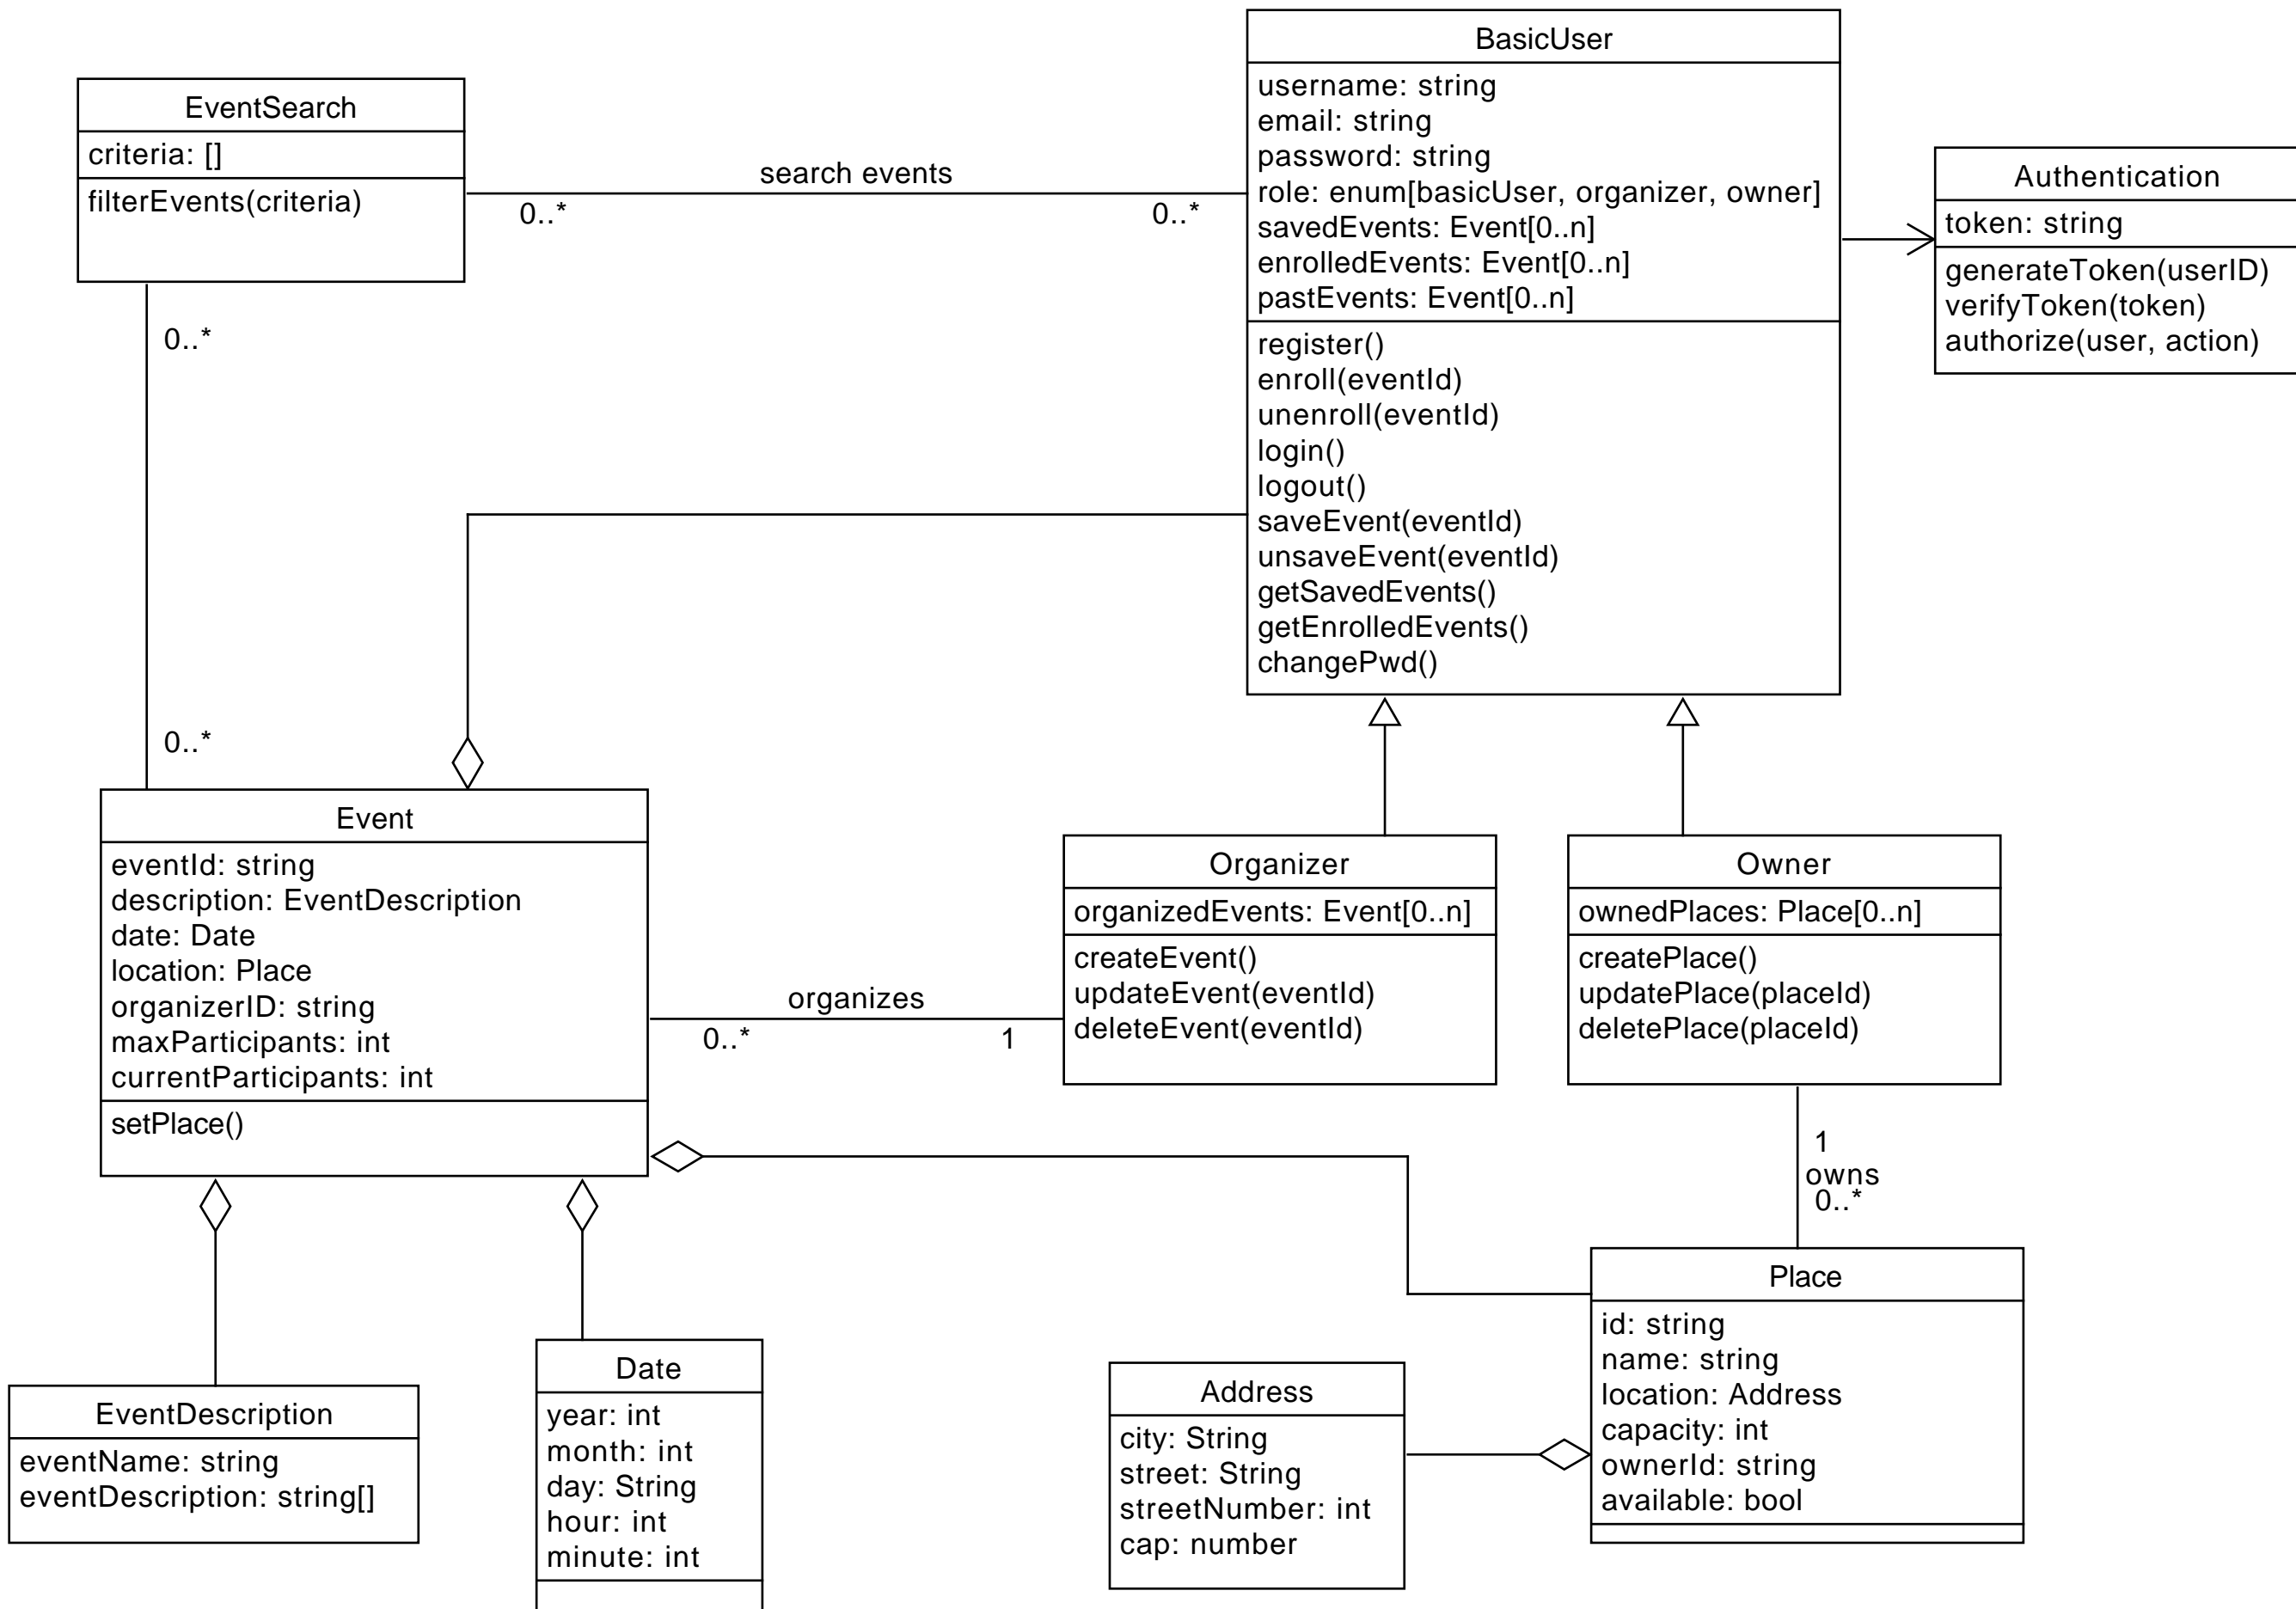 BasicUser
username: string
email: string
password: string
role: enum[basicUser, organizer, owner]
savedEvents: Event[0..n]
enrolledEvents: Event[0..n]
pastEvents: Event[0..n]
register()
enroll(eventId)
unenroll(eventId)
login()
logout()
saveEvent(eventId)
unsaveEvent(eventId)
getSavedEvents()
getEnrolledEvents()
changePwd()
EventSearch
criteria: []
filterEvents(criteria)
search events
0..*
0..*
Authentication
token: string
generateToken(userID)
verifyToken(token)
authorize(user, action)
0..*
0..*
Event
eventId: string
description: EventDescription
date: Date
location: Place
organizerID: string
maxParticipants: int
currentParticipants: int
setPlace()
organizes
0..*
1
Organizer
organizedEvents: Event[0..n]
createEvent()
updateEvent(eventId)
deleteEvent(eventId)
Owner
ownedPlaces: Place[0..n]
createPlace()
updatePlace(placeId)
deletePlace(placeId)
1
owns
0..*
Place
id: string
name: string
location: Address
capacity: int
ownerId: string
available: bool
Address
city: String
street: String
streetNumber: int
cap: number
Date
year: int
month: int
day: String
hour: int
minute: int
EventDescription
eventName: string
eventDescription: string[]